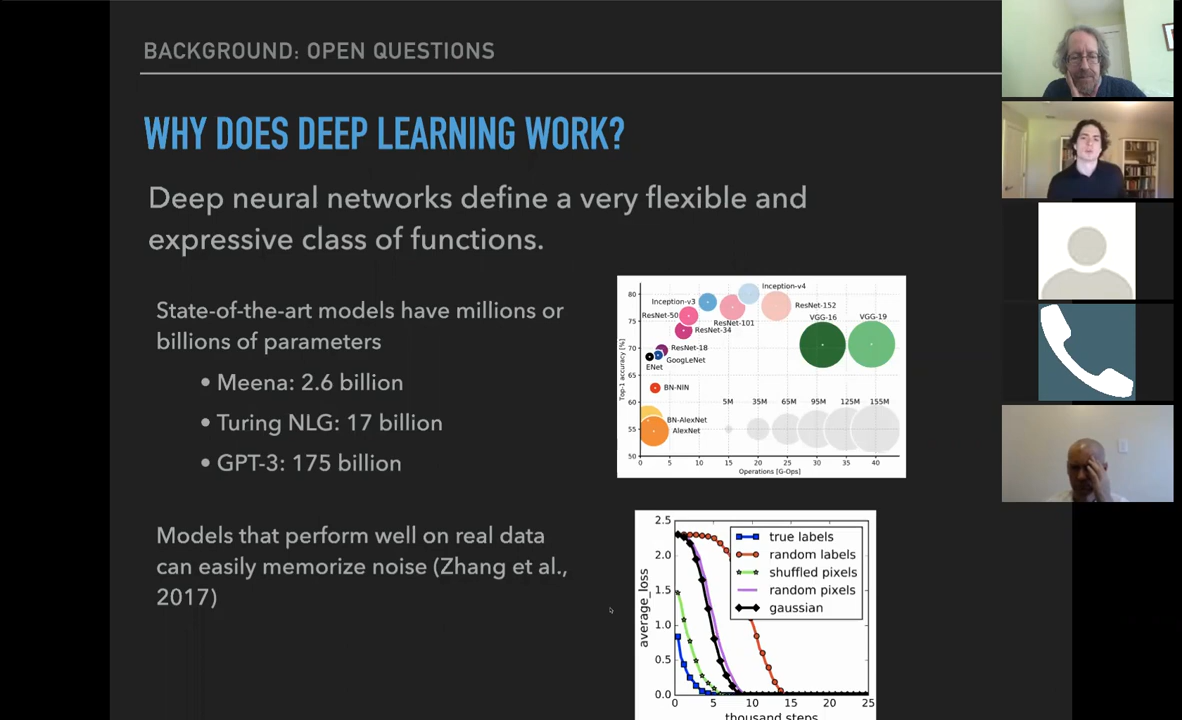 BACKGROUND: OPEN QUESTIONS
WHY DOES DEEP LEARNING WORK?
Deep neural networks define a very flexible and
expressive class of functions.
State-of-the-art models have millions or
billions of parameters
• Meena: 2.6 billion
• Turing NLG: 17 billion
• GPT-3: 175 billion
Models that perform well on real data
can easily memorize noise (Zhang et al.,
2017)
Inception-v4
80
Inception-v3
ResNet-152
ResNet-50
VGG-16
VGG-19
75
ResNet-101
ResNet-34
70
ResNet-18
GoogLeNet
ENet
65
BN-NIN
60
5M
35M
65M
95M
125M
155M
BN-AlexNet
55
AlexNet
50
0
5
10
15
20
25
30
35
40
Top-1 accuracy [%]
Operations [G-Ops]
2.5
2.0
1.5
1.0
0.5
0.0
average_loss
true labels
random labels
shuffled pixels
random pixels
gaussian
0
5
10
15
20
25
thousand steps